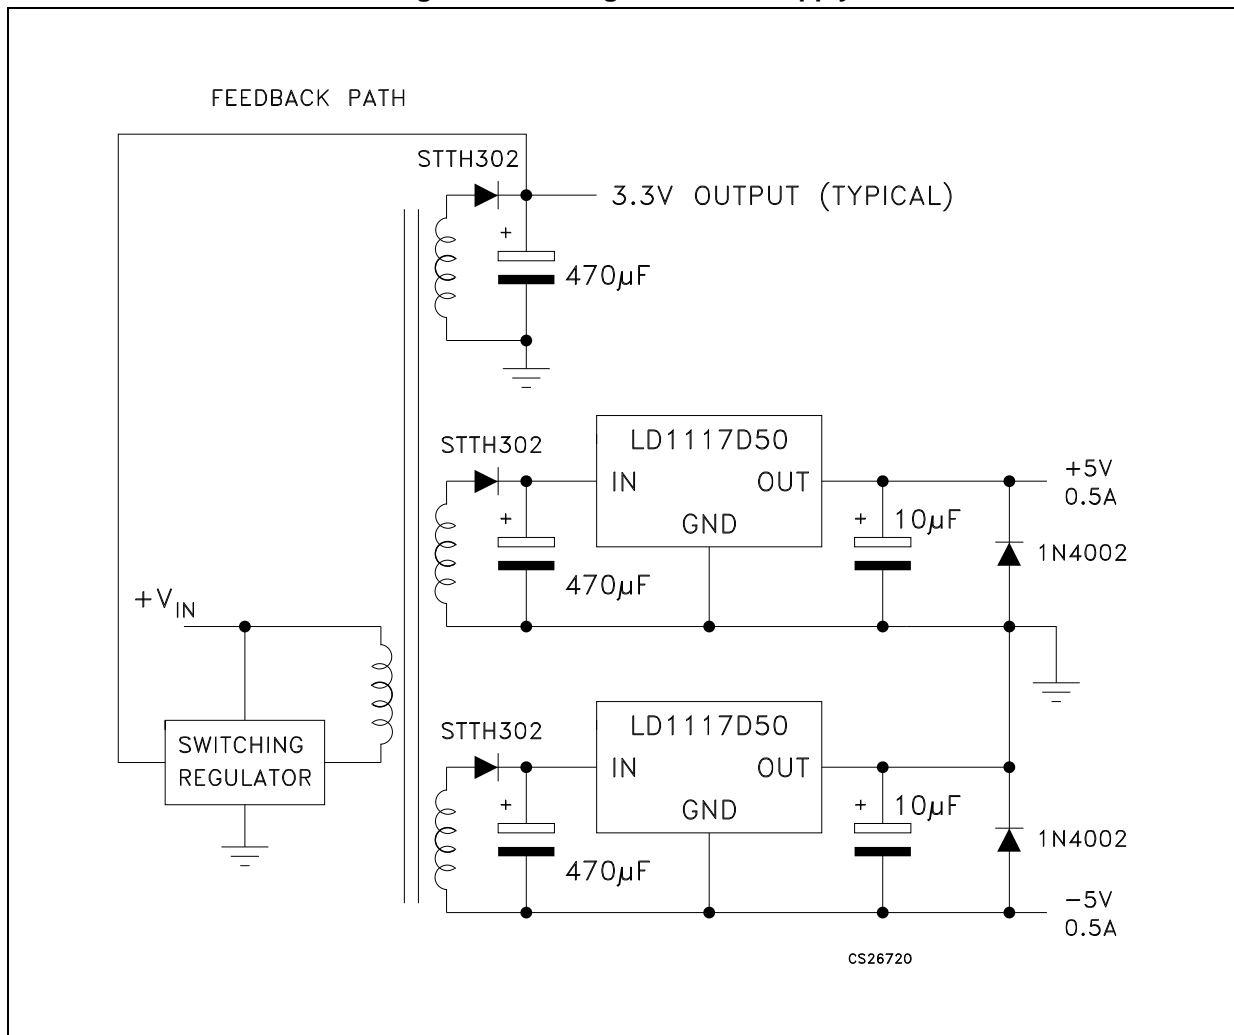 FEEDBACK PATH
STTH302
3.3V OUTPUT (TYPICAL)
+
470µF
STTH302
LD1117D50
IN
OUT
GND
+5V
0.5A
+
470µF
+
10µF
1N4002
+VIN
SWITCHING
REGULATOR
STTH302
LD1117D50
IN
OUT
GND
+
470µF
+
10µF
1N4002
-5V
0.5A
CS26720